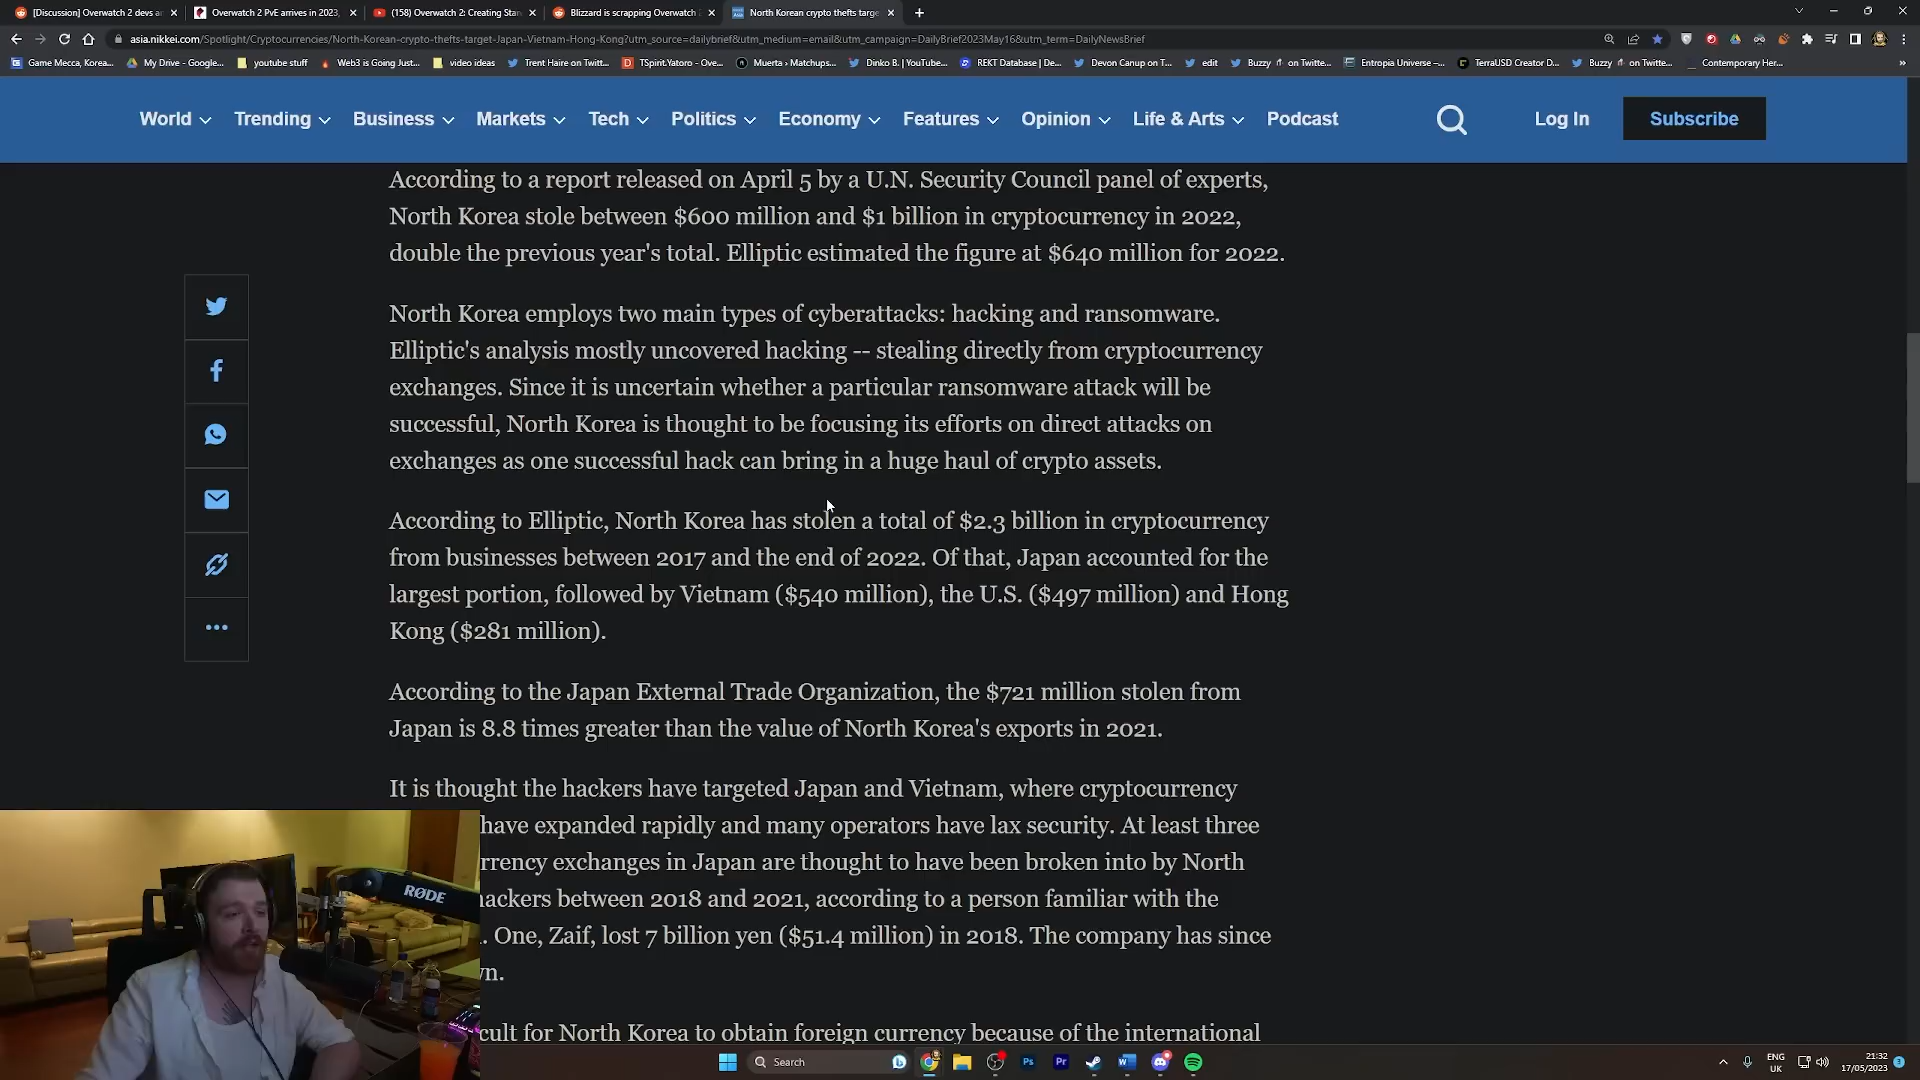 [Discussion] Overwatch 2 devs a
Overwatch 2 PvE arrives in 2023,
(158) Overwatch 2: Creating Stan
Blizzard is scrapping Overwatch
North Korean crypto thefts targe
asia.nikkei.com/Spotlight/Cryptocurrencies/North-Korean-crypto-thefts-target-Japan-Vietnam-Hong-Kong?utm_source=dailybrief&utm_medium=email&utm_campaign=DailyBrief2023May16&utm_term=DailyNewsBrief
Game Mecca, Korea...
My Drive - Google...
youtube stuff
Web3 is Going Just...
video ideas
Trent Haire on Twitt...
TSpirit.Yatoro - Ove...
Muerta › Matchups...
Dinko B. | YouTube...
REKT Database | De...
Devon Canup on T...
edit
Buzzy on Twitte...
Entropia Universe –...
TerraUSD Creator D...
Buzzy on Twitte...
Contemporary Her...
World
Trending
Business
Markets
Tech
Politics
Economy
Features
Opinion
Life & Arts
Podcast
Log In
Subscribe
According to a report released on April 5 by a U.N. Security Council panel of experts,
North Korea stole between $600 million and $1 billion in cryptocurrency in 2022,
double the previous year's total. Elliptic estimated the figure at $640 million for 2022.
North Korea employs two main types of cyberattacks: hacking and ransomware.
Elliptic's analysis mostly uncovered hacking -- stealing directly from cryptocurrency
exchanges. Since it is uncertain whether a particular ransomware attack will be
successful, North Korea is thought to be focusing its efforts on direct attacks on
exchanges as one successful hack can bring in a huge haul of crypto assets.
According to Elliptic, North Korea has stolen a total of $2.3 billion in cryptocurrency
from businesses between 2017 and the end of 2022. Of that, Japan accounted for the
largest portion, followed by Vietnam ($540 million), the U.S. ($497 million) and Hong
Kong ($281 million).
According to the Japan External Trade Organization, the $721 million stolen from
Japan is 8.8 times greater than the value of North Korea's exports in 2021.
It is thought the hackers have targeted Japan and Vietnam, where cryptocurrency
have expanded rapidly and many operators have lax security. At least three
rrency exchanges in Japan are thought to have been broken into by North
hackers between 2018 and 2021, according to a person familiar with the
. One, Zaif, lost 7 billion yen ($51.4 million) in 2018. The company has since
wn.
cult for North Korea to obtain foreign currency because of the international
RØDE
Search
Ps
Pr
ENG
UK
21:32
17/05/2023
3